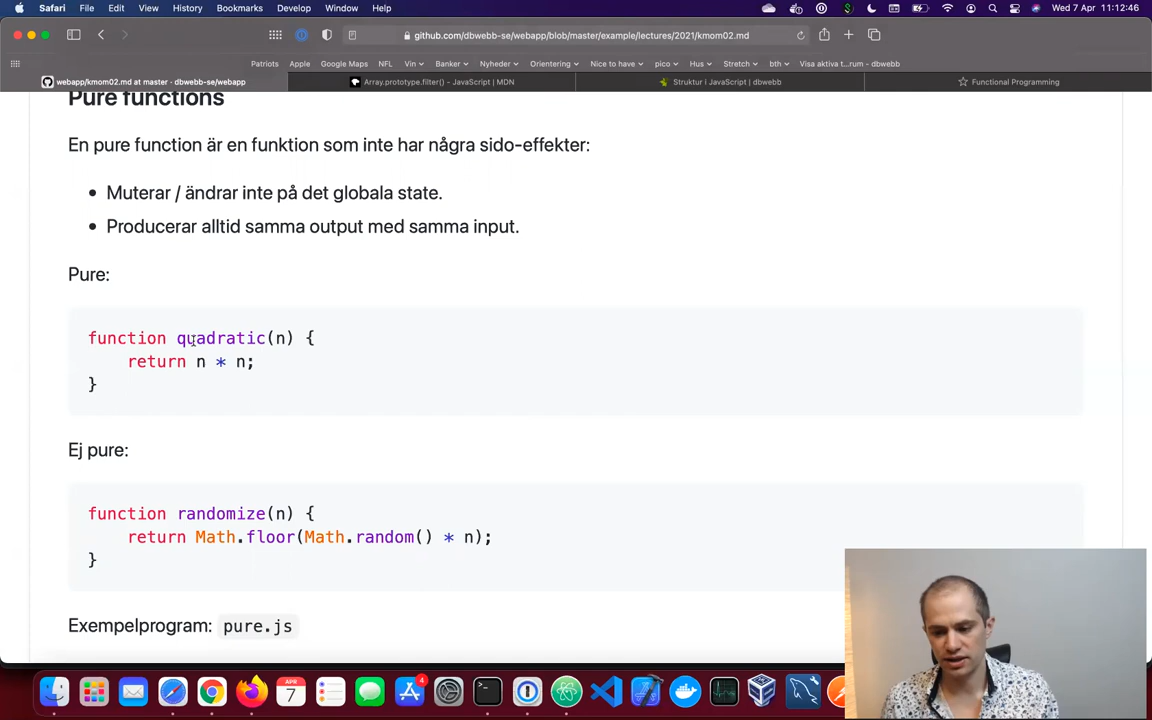 Safari File Edit View History Bookmarks Develop Window Help Wed 7 Apr 11:12:46
github.com/dbwebb-se/webapp/blob/master/example/lectures/2021/kmom02.md
Patriots Apple Google Maps NFL Vin Banker Nyheder Orientering Nice to have pico Hus Stretch bth Visa aktiva t…rum - dbwebb
webapp/kmom02.md at master · dbwebb-se/webapp Array.prototype.filter() - JavaScript | MDN Struktur i JavaScript | dbwebb Functional Programming
Pure functions
En pure function är en funktion som inte har några sido-effekter:
• Muterar / ändrar inte på det globala state.
• Producerar alltid samma output med samma input.
Pure:
function quadratic(n) {
return n * n;
}
Ej pure:
function randomize(n) {
return Math.floor(Math.random() * n);
}
Exempelprogram: pure.js
APR
7
4